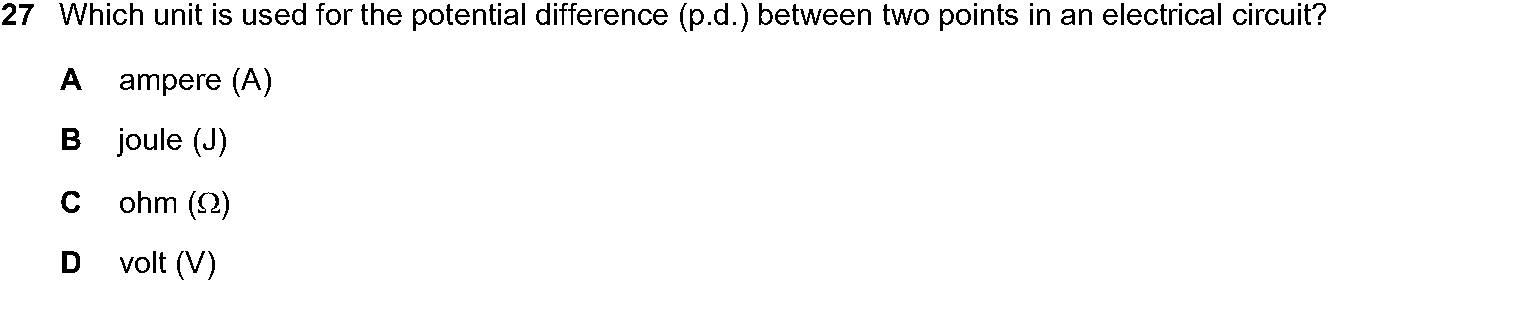 27 Which unit is used for the potential difference (p.d.) between two points in an electrical circuit?
A ampere (A)
B joule (J)
C ohm (Ω)
D volt (V)